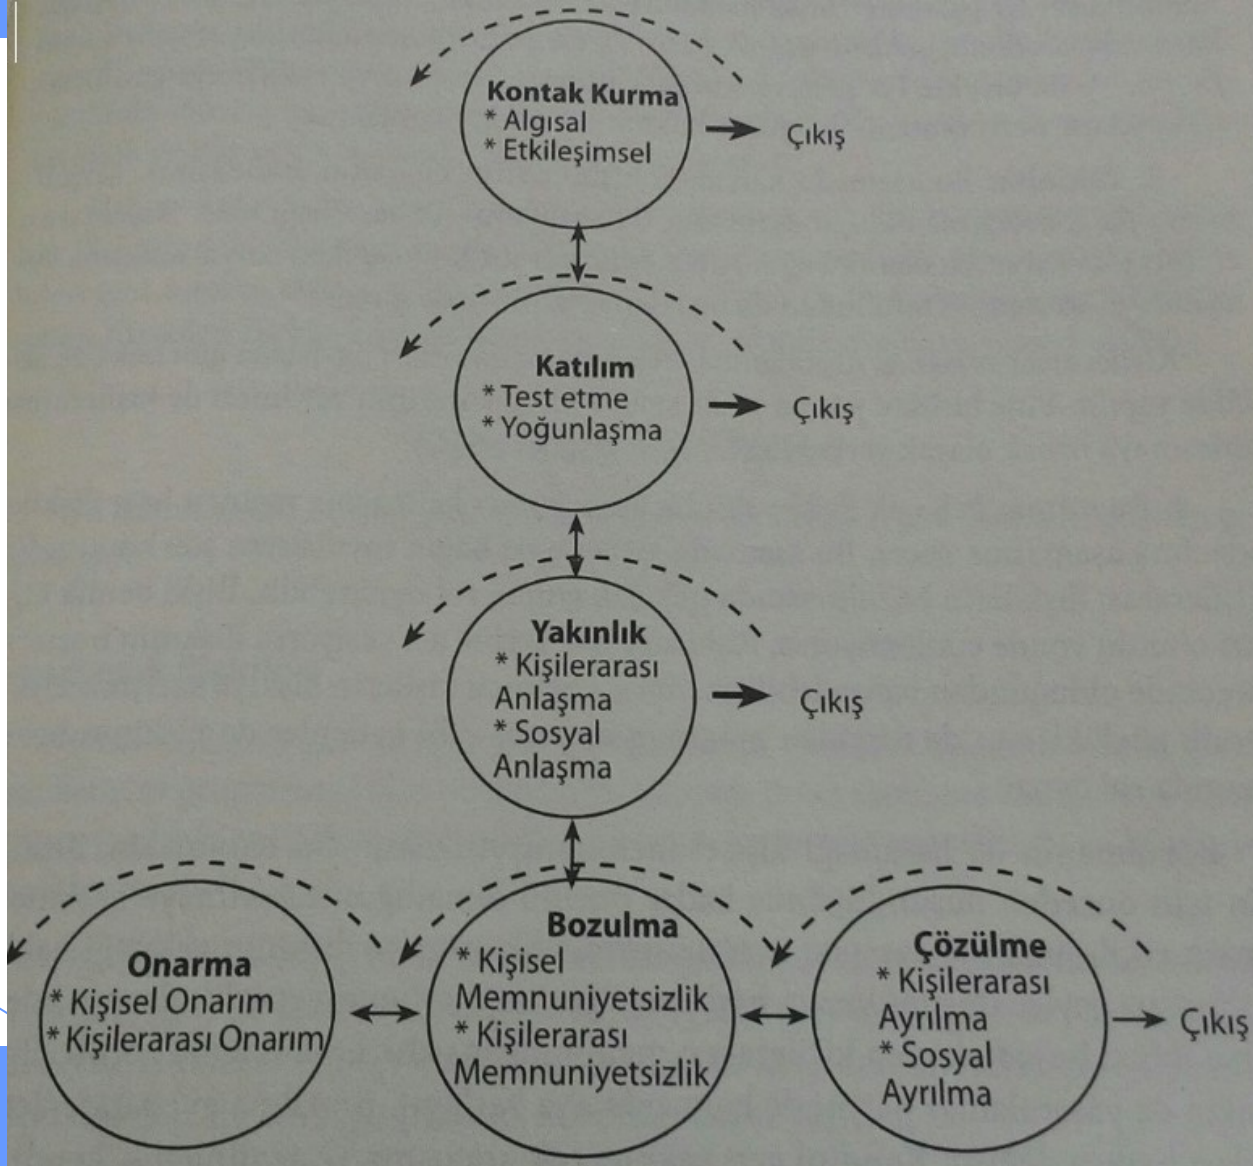 Kontak Kurma
* Algısal
* Etkileşimsel
Çıkış
Katılım
* Test etme
* Yoğunlaşma
Çıkış
Yakınlık
* Kişilerarası
Anlaşma
* Sosyal
Anlaşma
Çıkış
Onarma
* Kişisel Onarım
* Kişilerarası Onarım
Bozulma
* Kişisel
Memnuniyetsizlik
* Kişilerarası
Memnuniyetsizlik
Çözülme
* Kişilerarası
Ayrılma
* Sosyal
Ayrılma
Çıkış